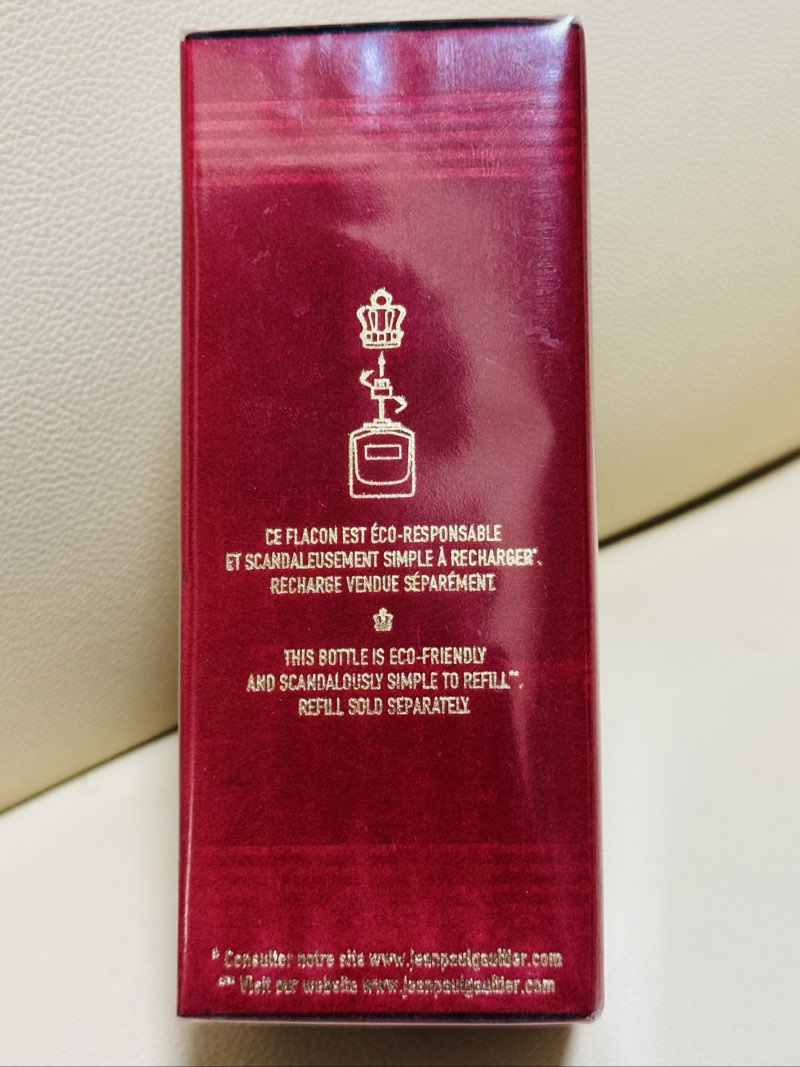 CE FLACON EST ÉCO-RESPONSABLE
ET SCANDALEUSEMENT SIMPLE À RECHARGER*.
RECHARGE VENDUE SÉPARÉMENT.
THIS BOTTLE IS ECO-FRIENDLY
AND SCANDALOUSLY SIMPLE TO REFILL**.
REFILL SOLD SEPARATELY.
* Consulter notre site www.jeanpaulgaultier.com
** Visit our website www.jeanpaulgaultier.com